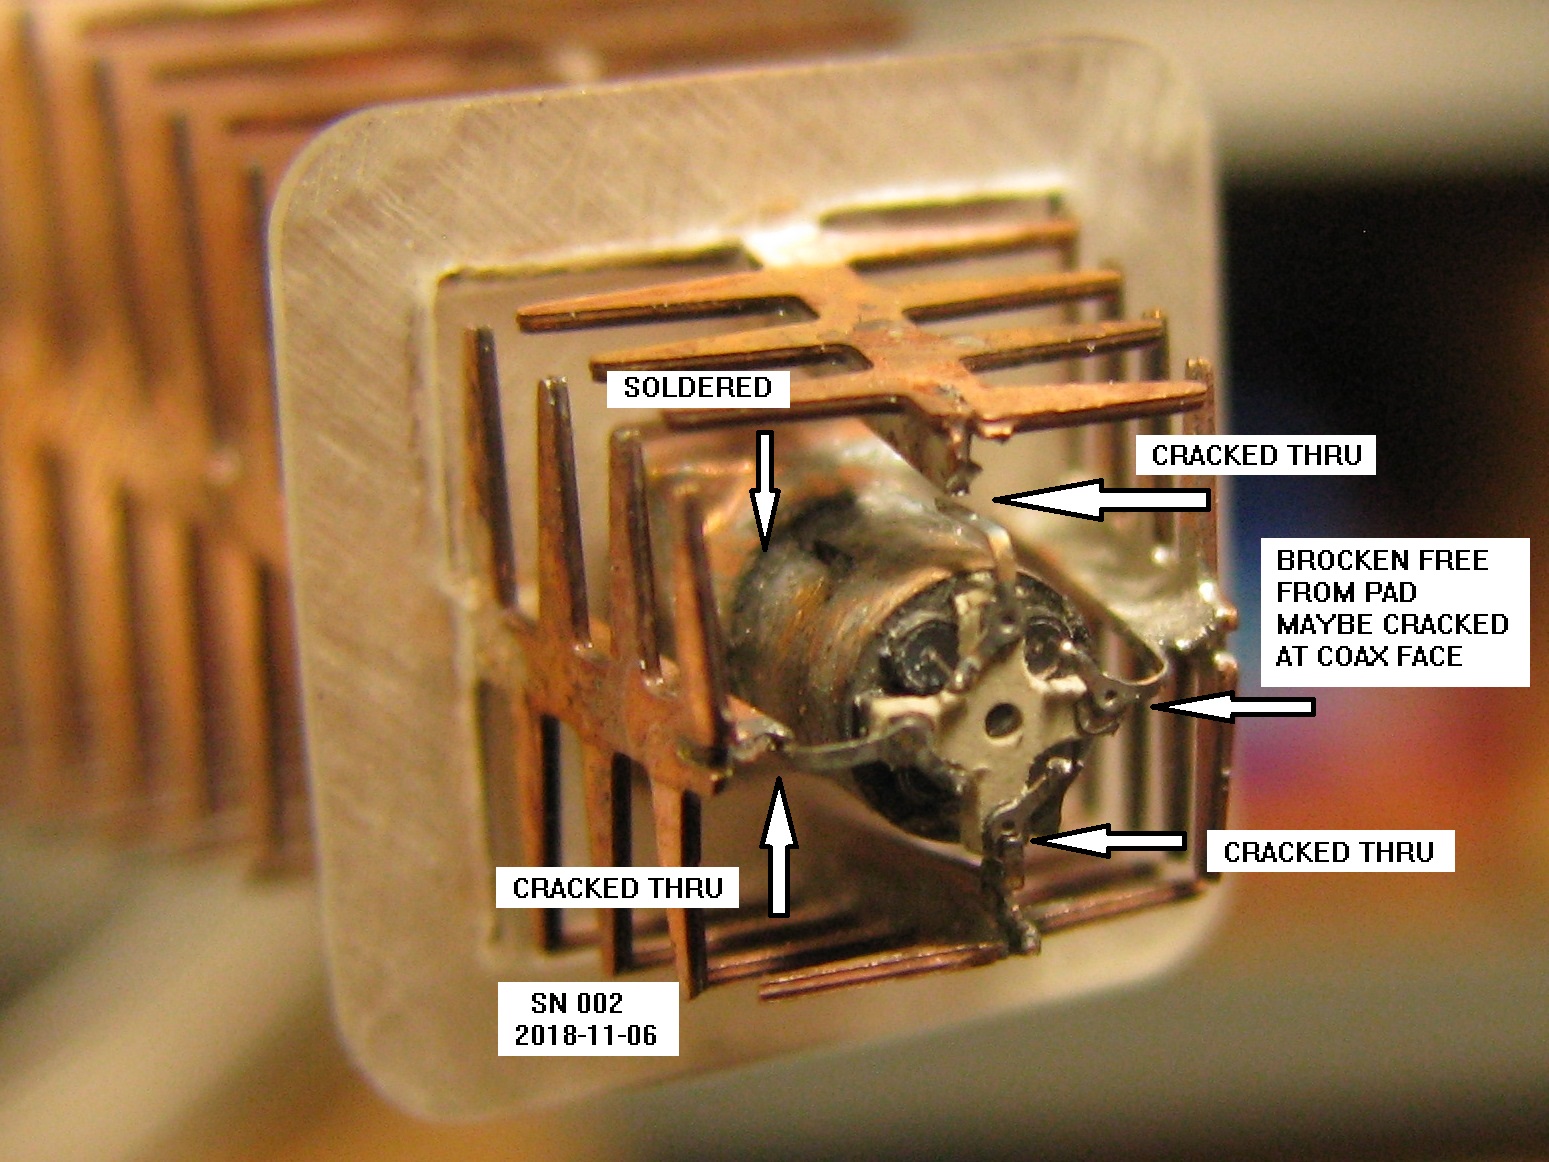 SOLDERED
CRACKED THRU
BROCKEN FREE
FROM PAD
MAYBE CRACKED
AT COAX FACE
CRACKED THRU
CRACKED THRU
SN 002
2018-11-06